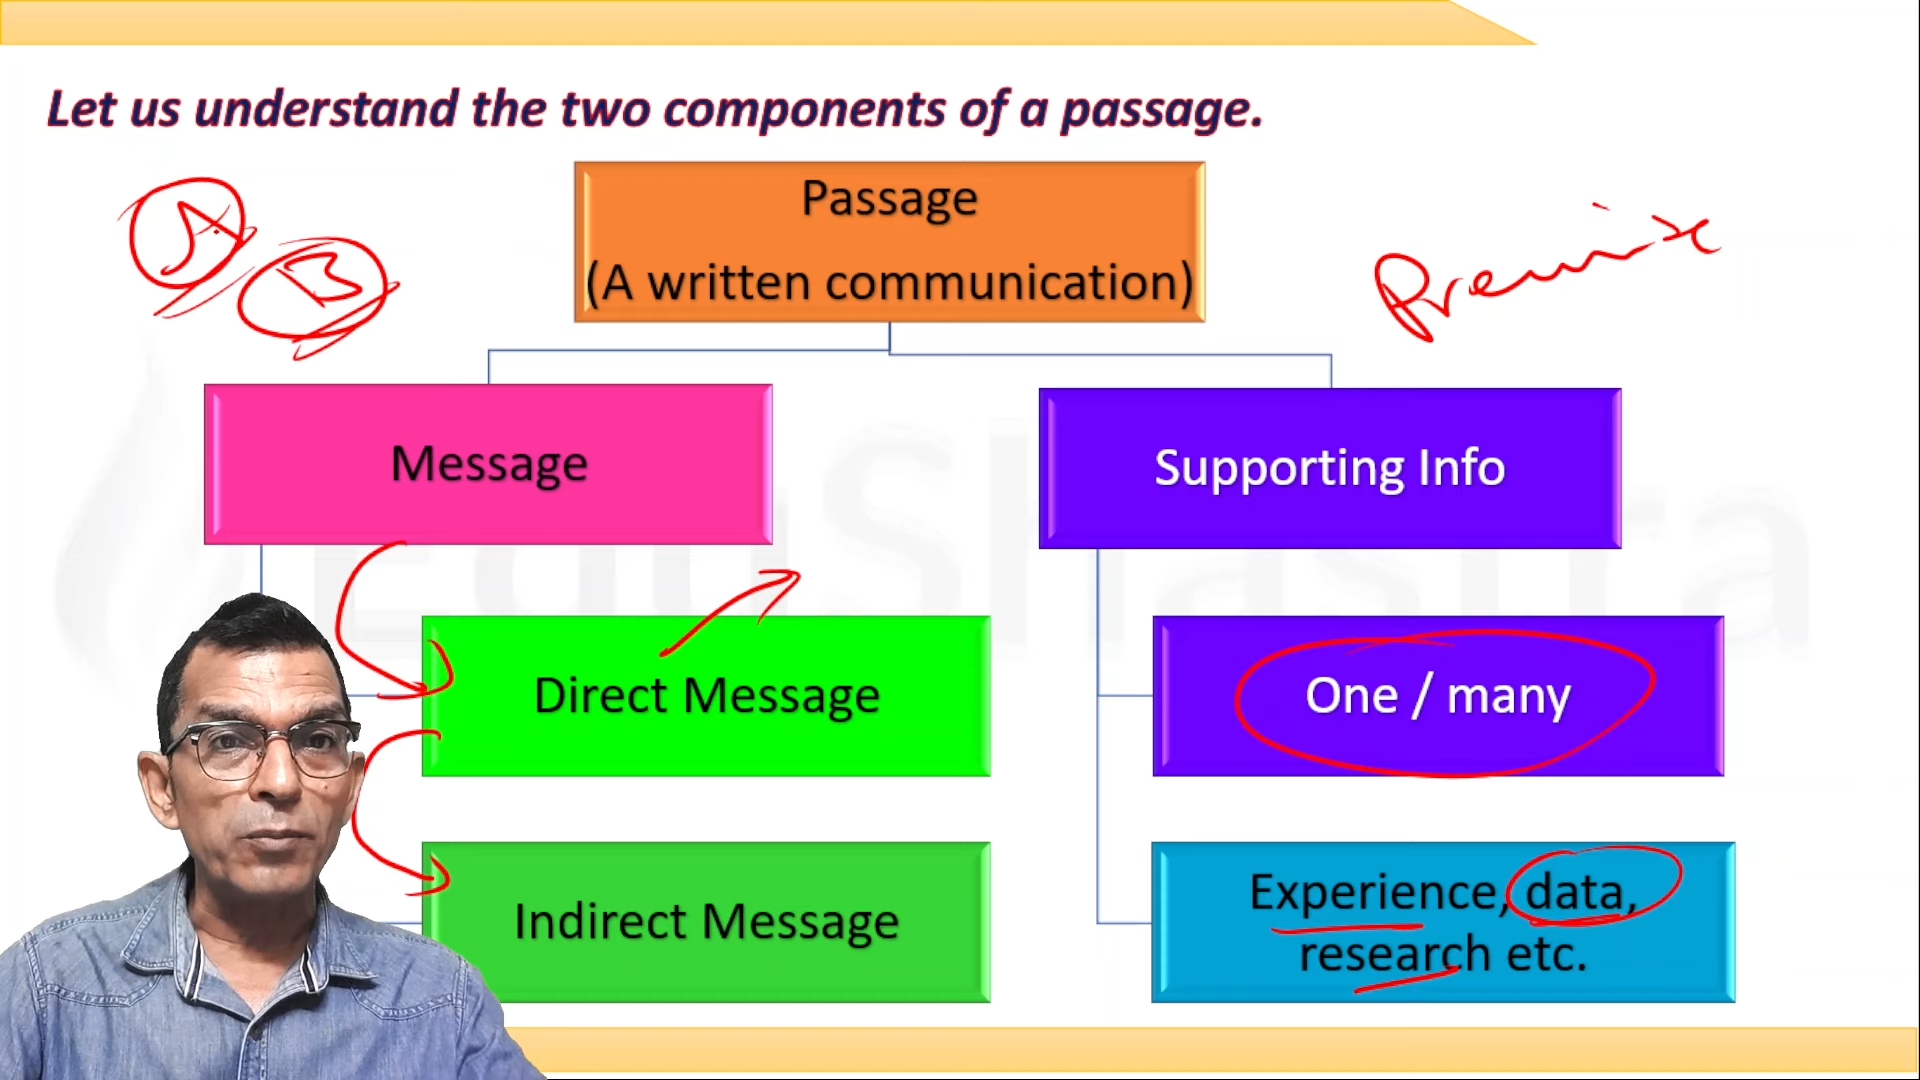 Let us understand the two components of a passage.
A
B
Passage
(A written communication)
Premise
Message
Supporting Info
EduShastra
Direct Message
One / many
Indirect Message
Experience, data,
research etc.